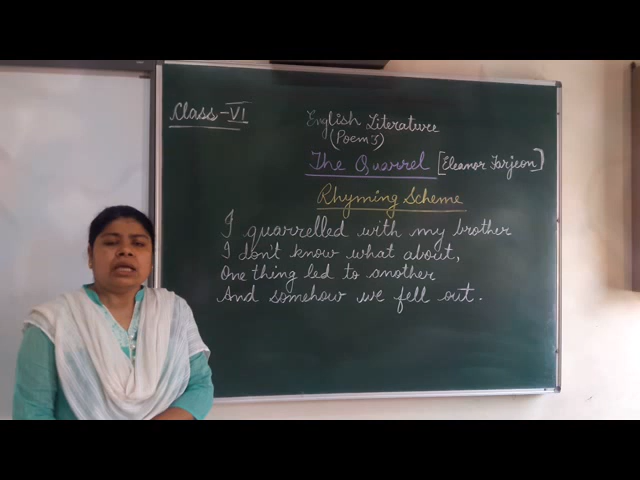 Class-VI
English Literature
(Poem's)
The Quarrel [Eleanor Farjeon]
Rhyming Scheme
I quarrelled with my brother
I don't know what about,
One thing led to another
And somehow we fell out.